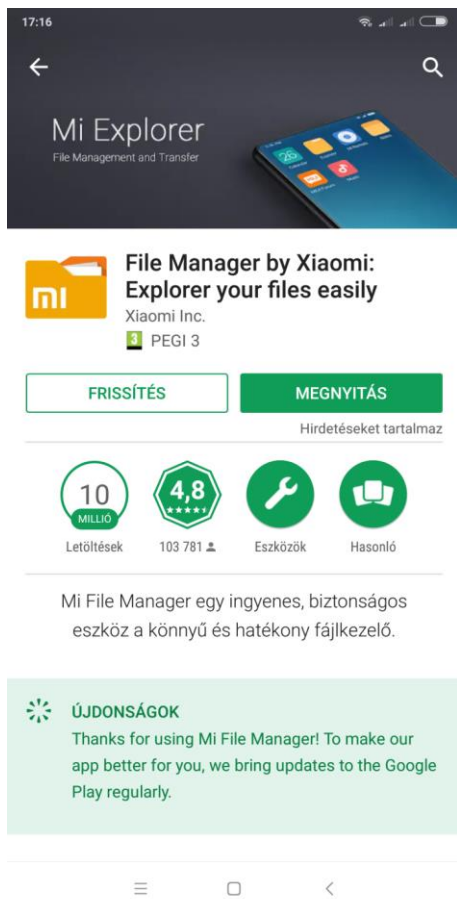 17:16
Mi Explorer
File Management and Transfer
File Manager by Xiaomi:
Explorer your files easily
Xiaomi Inc.
3 PEGI 3
FRISSÍTÉS
MEGNYITÁS
Hirdetéseket tartalmaz
10
MILLIÓ
4,8
Letöltések
103 781
Eszközök
Hasonló
Mi File Manager egy ingyenes, biztonságos
eszköz a könnyű és hatékony fájlkezelő.
ÚJDONSÁGOK
Thanks for using Mi File Manager! To make our
app better for you, we bring updates to the Google
Play regularly.